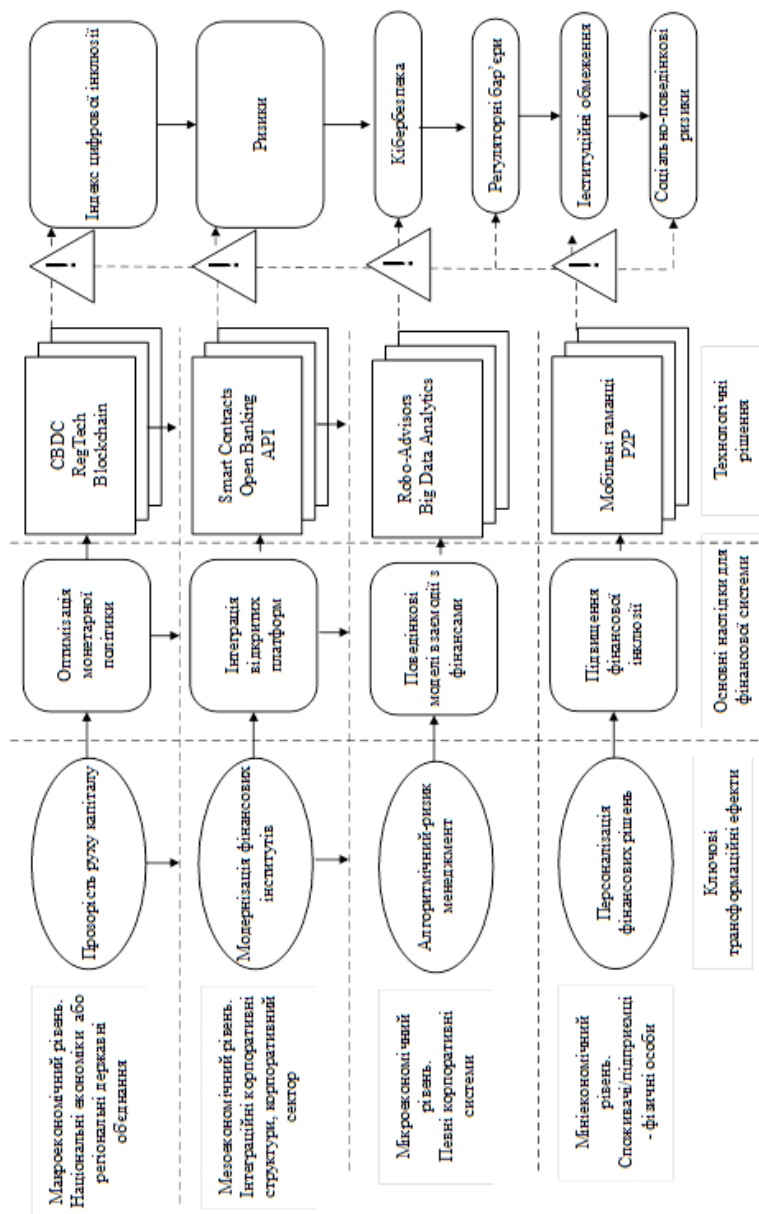 Макроекономічний рівень.
Національні економіки або
регіональні державні
об'єднання
Прозорість руху капіталу
Оптимізація
монетарної
політики
CBDC
RegTech
Blockchain
!
Індекс цифрової інклюзії
Мезоекономічний рівень.
Інтеграційні корпоративні
структури, корпоративний
сектор
Модернізація фінансових
інститутів
Інтеграція
відкритих
платформ
Smart Contracts
Open Banking
API
!
Ризики
Мікроекономічний
рівень.
Певні корпоративні
системи
Алгоритмічний-ризик
менеджмент
Поведінкові
моделі взаємодії з
фінансами
Robo-Advisors
Big Data Analytics
!
Кібербезпека
Регуляторні бар’єри
Мініекономічний
рівень.
Споживачі/підприємці
- фізичні особи
Персоналізація
фінансових рішень
Підвищення
фінансової
інклюзії
Мобільні гаманці
P2P
!
Інституційні обмеження
Соціально-поведінкові
ризики
Ключові
трансформаційні ефекти
Основні наслідки для
фінансової системи
Технологічні
рішення